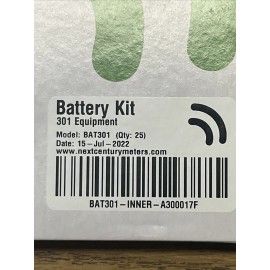 Battery Kit
301 Equipment
Model: BAT301 (Qty: 25)
Date: 15-Jul-2022
www.nextcenturymeters.com
BAT301-INNER-A300017F